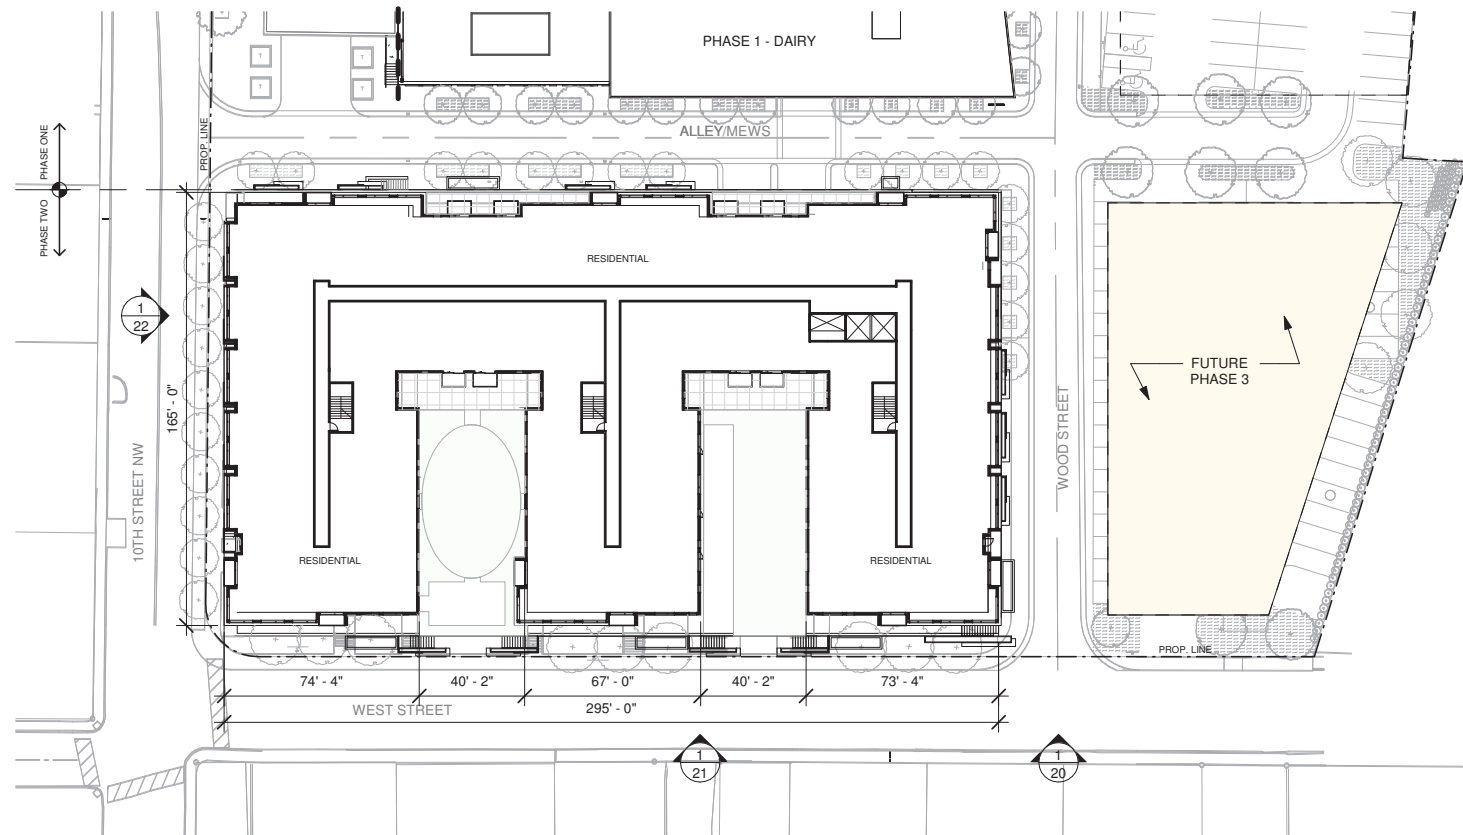 PHASE 1 - DAIRY
ALLEY/MEWS
PROP. LINE
PHASE ONE
PHASE TWO
RESIDENTIAL
1
22
165' - 0"
10TH STREET NW
WOOD STREET
FUTURE
PHASE 3
RESIDENTIAL
RESIDENTIAL
PROP. LINE
74' - 4"
40' - 2"
67' - 0"
40' - 2"
73' - 4"
WEST STREET
295' - 0"
1
21
1
20